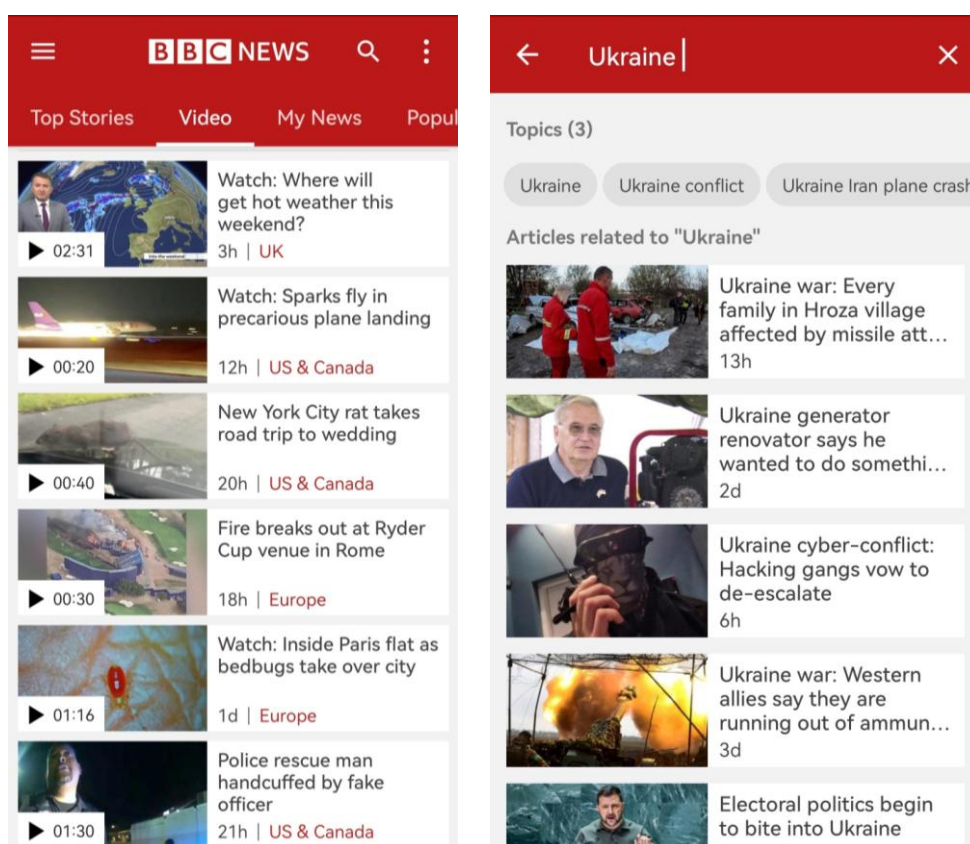 BBC NEWS
Top Stories Video My News Popul
Watch: Where will
get hot weather this
weekend?
02:31
3h | UK
Watch: Sparks fly in
precarious plane landing
00:20
12h | US & Canada
New York City rat takes
road trip to wedding
00:40
20h | US & Canada
Fire breaks out at Ryder
Cup venue in Rome
00:30
18h | Europe
Watch: Inside Paris flat as
bedbugs take over city
01:16
1d | Europe
Police rescue man
handcuffed by fake
officer
01:30
21h | US & Canada
Ukraine
Topics (3)
Ukraine Ukraine conflict Ukraine Iran plane crash
Articles related to "Ukraine"
Ukraine war: Every
family in Hroza village
affected by missile att...
13h
Ukraine generator
renovator says he
wanted to do somethi...
2d
Ukraine cyber-conflict:
Hacking gangs vow to
de-escalate
6h
Ukraine war: Western
allies say they are
running out of ammun...
3d
Electoral politics begin
to bite into Ukraine